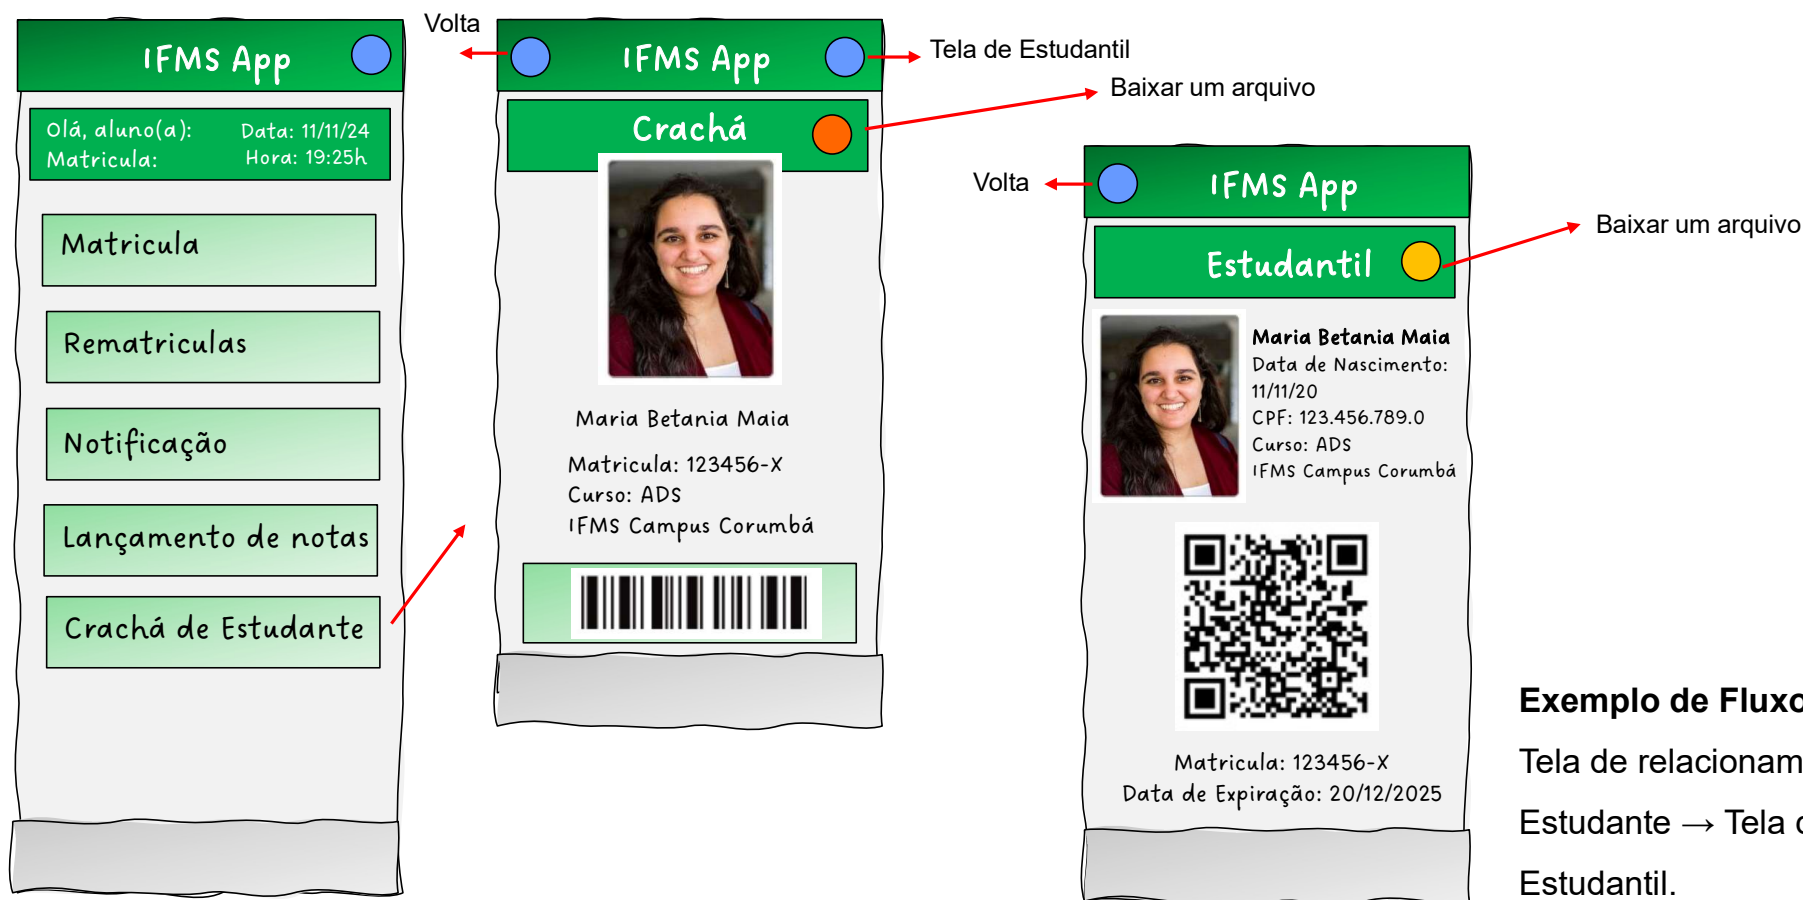 IFMS App
Olá, aluno(a):
Data: 11/11/24
Matricula:
Hora: 19:25h
Matricula
Rematriculas
Notificação
Lançamento de notas
Crachá de Estudante
Volta
IFMS App
Tela de Estudantil
Baixar um arquivo
Crachá
Maria Betania Maia
Matricula: 123456-X
Curso: ADS
IFMS Campus Corumbá
Volta
IFMS App
Baixar um arquivo
Estudantil
Maria Betania Maia
Data de Nascimento:
11/11/20
CPF: 123.456.789.0
Curso: ADS
IFMS Campus Corumbá
Matricula: 123456-X
Data de Expiração: 20/12/2025
Exemplo de Fluxo
Tela de relacionam
Estudante → Tela
Estudantil.